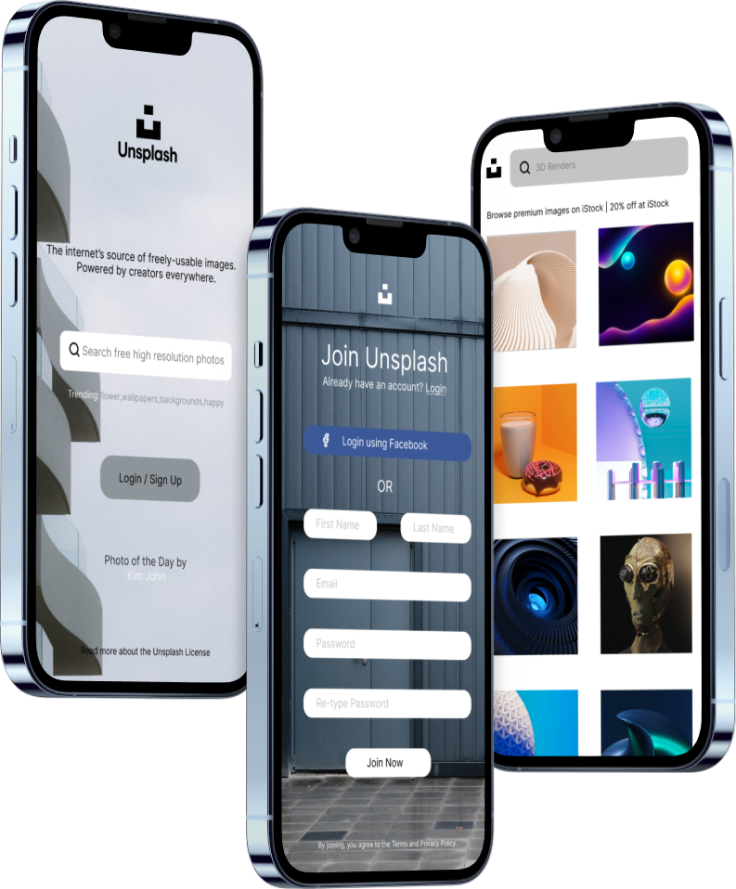 Unsplash
The internet's source of freely-usable images.
Powered by creators everywhere.
Search free high resolution photos
Trending: flower,wallpapers,backgrounds,happy
Login / Sign Up
Photo of the Day by
Kim John
Read more about the Unsplash License
Join Unsplash
Already have an account? Login
Login using Facebook
OR
First Name
Last Name
Email
Password
Re-type Password
Join Now
By joining, you agree to the Terms and Privacy Policy.
3D Renders
Browse premium images on iStock | 20% off at iStock